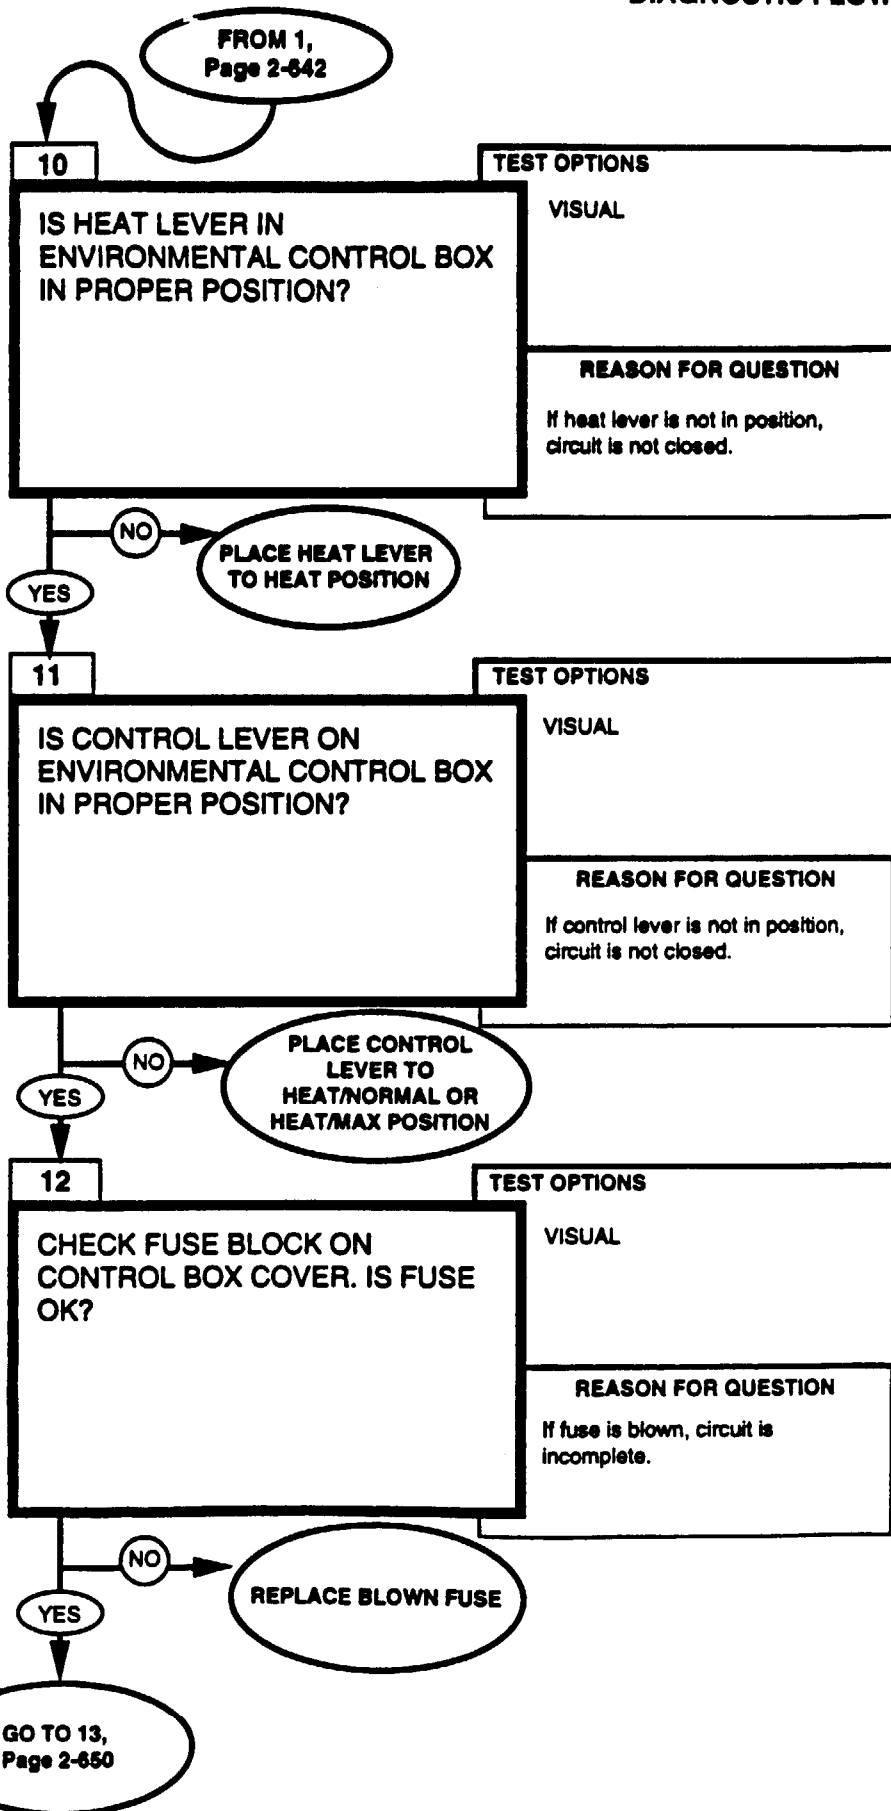 FROM 1,
Page 2-642
10
IS HEAT LEVER IN
ENVIRONMENTAL CONTROL BOX
IN PROPER POSITION?
TEST OPTIONS
VISUAL
REASON FOR QUESTION
If heat lever is not in position,
circuit is not closed.
NO
PLACE HEAT LEVER
TO HEAT POSITION
YES
11
IS CONTROL LEVER ON
ENVIRONMENTAL CONTROL BOX
IN PROPER POSITION?
TEST OPTIONS
VISUAL
REASON FOR QUESTION
If control lever is not in position,
circuit is not closed.
NO
PLACE CONTROL
LEVER TO
HEAT/NORMAL OR
HEAT/MAX POSITION
YES
12
CHECK FUSE BLOCK ON
CONTROL BOX COVER. IS FUSE
OK?
TEST OPTIONS
VISUAL
REASON FOR QUESTION
If fuse is blown, circuit is
incomplete.
NO
REPLACE BLOWN FUSE
YES
GO TO 13,
Page 2-650